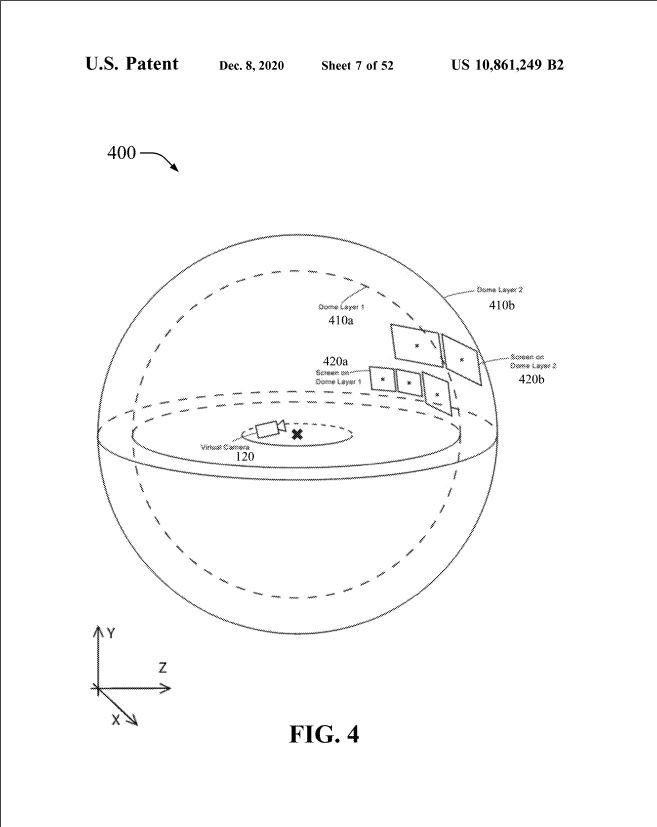 U.S. Patent Dec. 8, 2020 Sheet 7 of 52 US 10,861,249 B2
400
Dome Layer 2
410b
Dome Layer 1
410a
420a
Screen on
Dome Layer 1
Screen on
Dome Layer 2
420b
Virtual Camera
120
Y
Z
X
FIG. 4